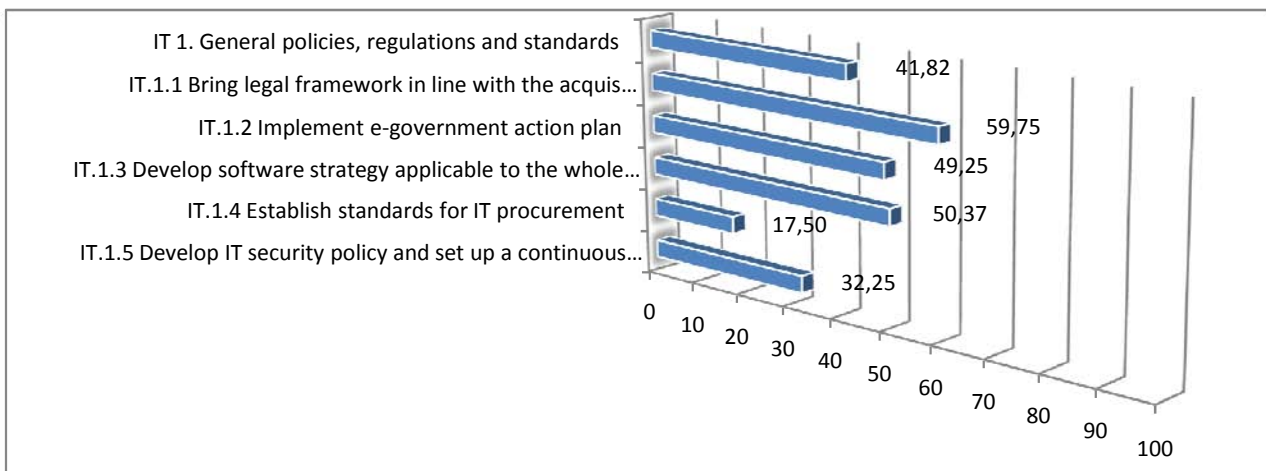 IT 1. General policies, regulations and standards
41,82
IT.1.1 Bring legal framework in line with the acquis...
59,75
IT.1.2 Implement e-government action plan
49,25
IT.1.3 Develop software strategy applicable to the whole...
50,37
IT.1.4 Establish standards for IT procurement
17,50
IT.1.5 Develop IT security policy and set up a continuous...
32,25
0
10
20
30
40
50
60
70
80
90
100